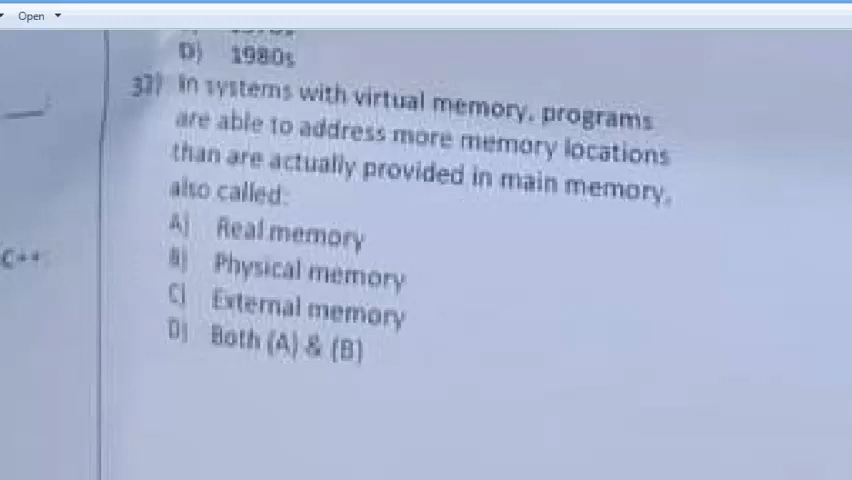 Open
D) 1980s
37) In systems with virtual memory, programs
are able to address more memory locations
than are actually provided in main memory,
also called:
A) Real memory
B) Physical memory
C) External memory
D) Both (A) & (B)
C++